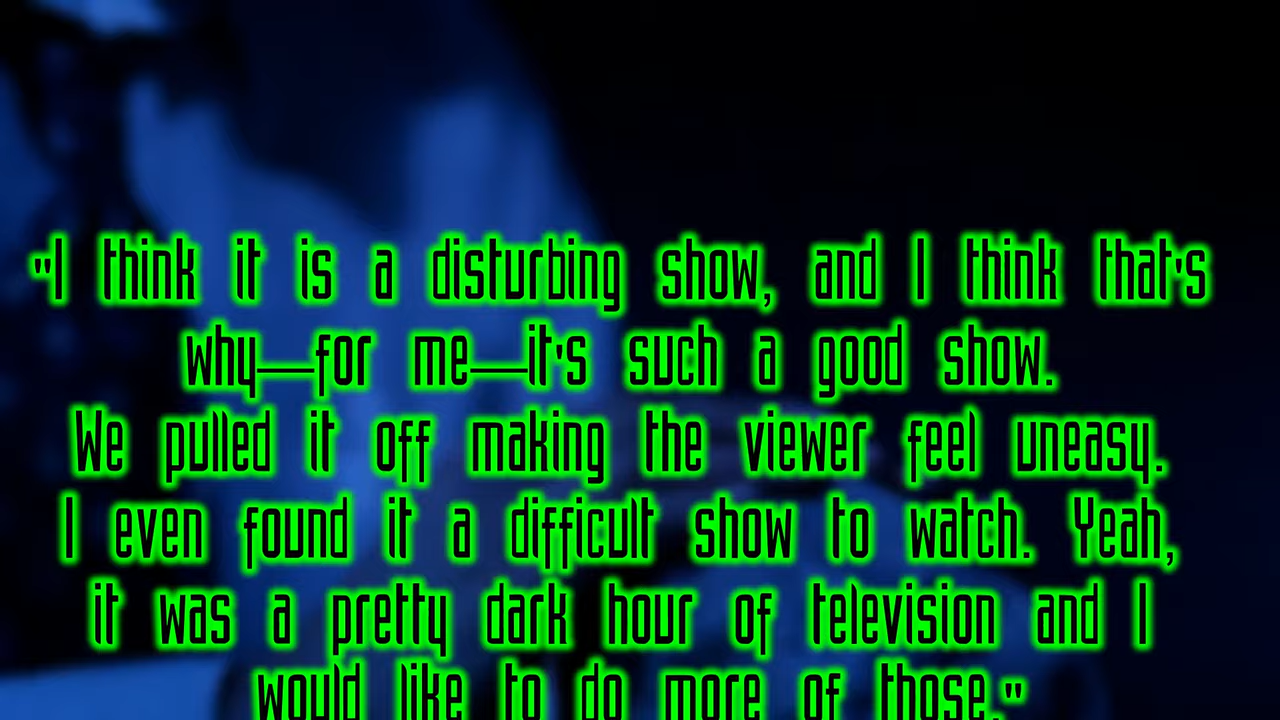 "I think it is a disturbing show, and I think that's
why—for me—it's such a good show.
We pulled it off making the viewer feel uneasy.
I even found it a difficult show to watch. Yeah,
it was a pretty dark hour of television and I
would like to do more of those."